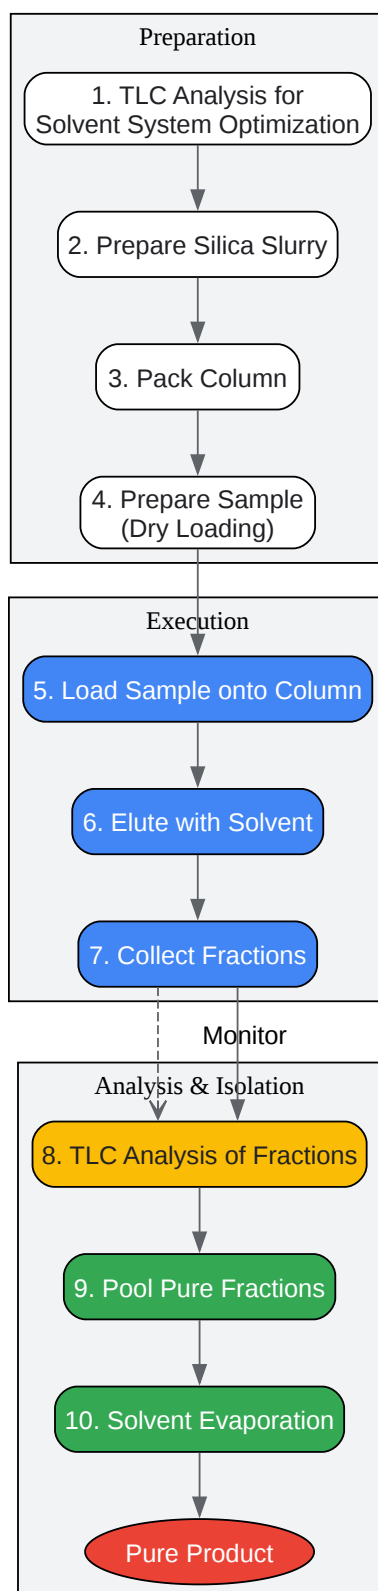 Preparation
1. TLC Analysis for
Solvent System Optimization
2. Prepare Silica Slurry
3. Pack Column
4. Prepare Sample
(Dry Loading)
Execution
5. Load Sample onto Column
6. Elute with Solvent
7. Collect Fractions
Monitor
Analysis & Isolation
8. TLC Analysis of Fractions
9. Pool Pure Fractions
10. Solvent Evaporation
Pure Product